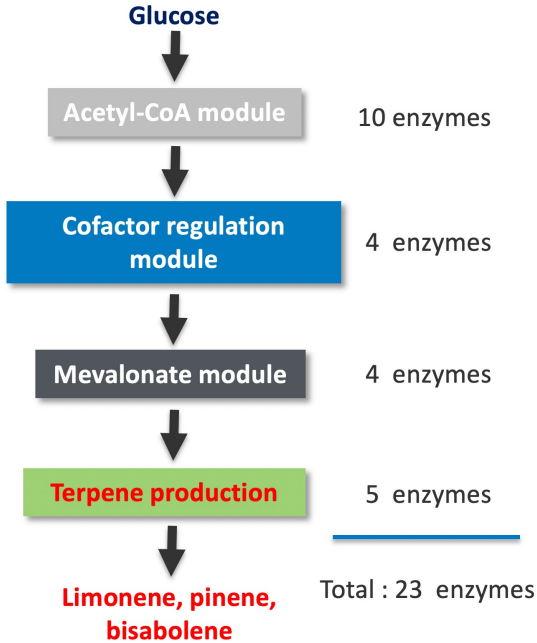 Glucose
Acetyl-CoA module
10 enzymes
Cofactor regulation
module
4 enzymes
Mevalonate module
4 enzymes
Terpene production
5 enzymes
Total : 23 enzymes
Limonene, pinene,
bisabolene